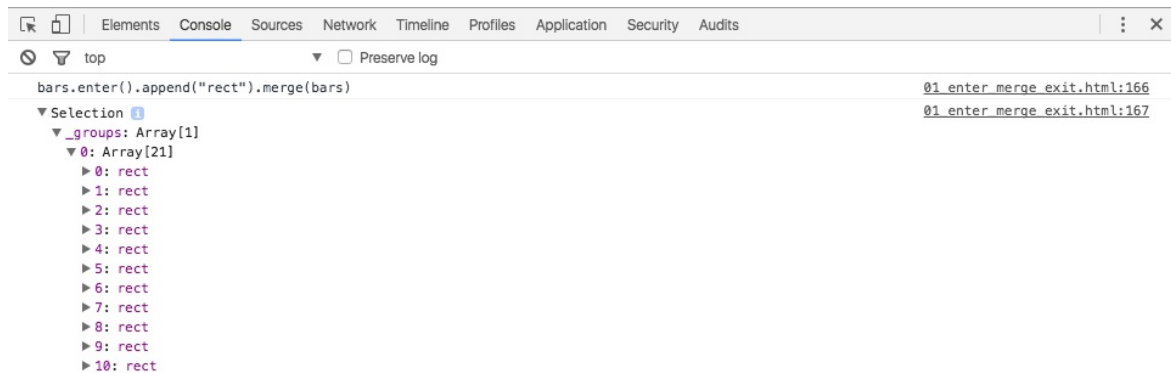 Elements Console Sources Network Timeline Profiles Application Security Audits
top Preserve log
bars.enter().append("rect").merge(bars) 01_enter_merge_exit.html:166
Selection i 01_enter_merge_exit.html:167
_groups: Array[1]
0: Array[21]
0: rect
1: rect
2: rect
3: rect
4: rect
5: rect
6: rect
7: rect
8: rect
9: rect
10: rect